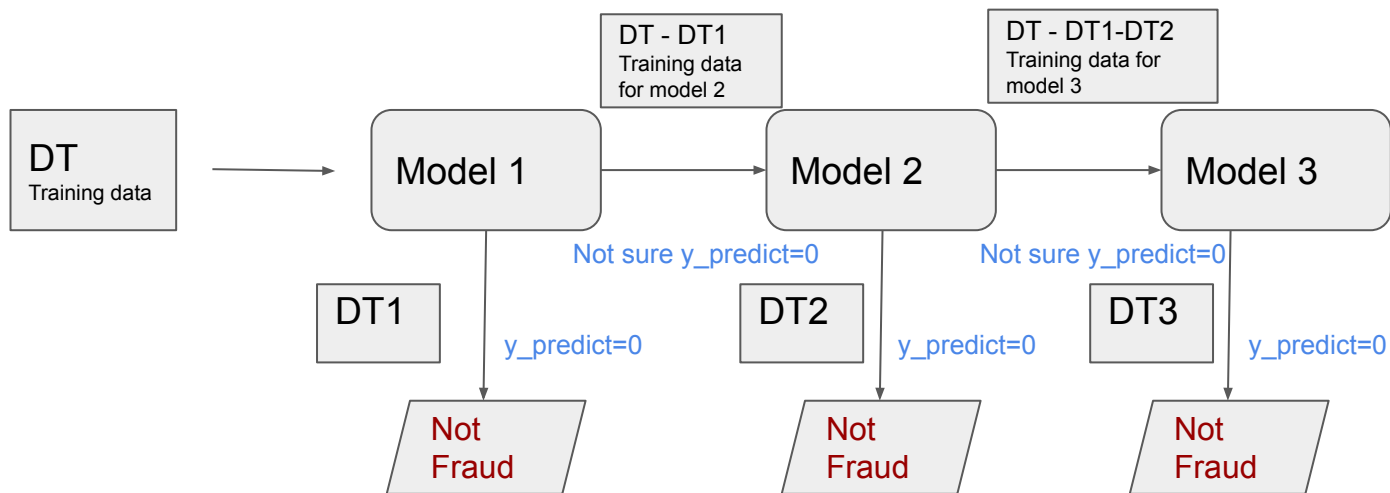 DT - DT1
Training data
for model 2
DT - DT1-DT2
Training data for
model 3
DT
Training data
Model 1
Model 2
Model 3
Not sure y_predict=0
Not sure y_predict=0
DT1
DT2
DT3
y_predict=0
y_predict=0
y_predict=0
Not
Fraud
Not
Fraud
Not
Fraud